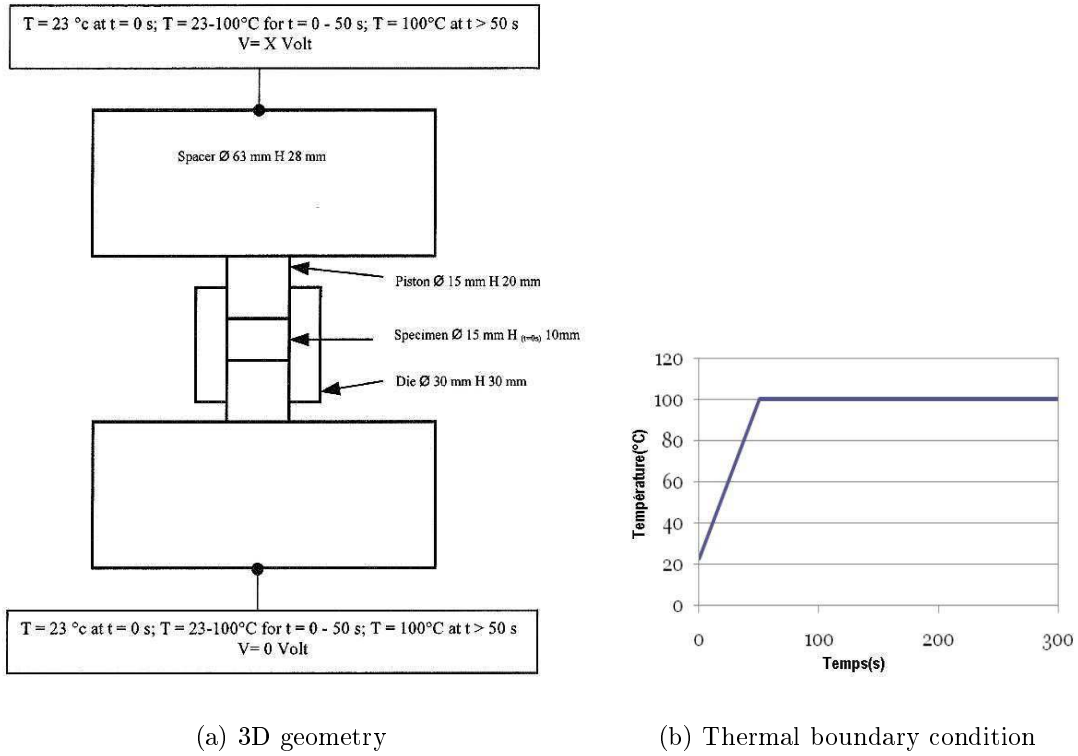 T = 23 °c at t = 0 s; T = 23-100°C for t = 0 - 50 s; T = 100°C at t > 50 s
V= X Volt
Spacer Ø 63 mm H 28 mm
Piston Ø 15 mm H 20 mm
Specimen Ø 15 mm H (t=0s) 10mm
Die Ø 30 mm H 30 mm
T = 23 °c at t = 0 s; T = 23-100°C for t = 0 - 50 s; T = 100°C at t > 50 s
V= 0 Volt
(a) 3D geometry
Température(°C)
120
100
80
60
40
20
0
0 100 200 300
Temps(s)
(b) Thermal boundary condition